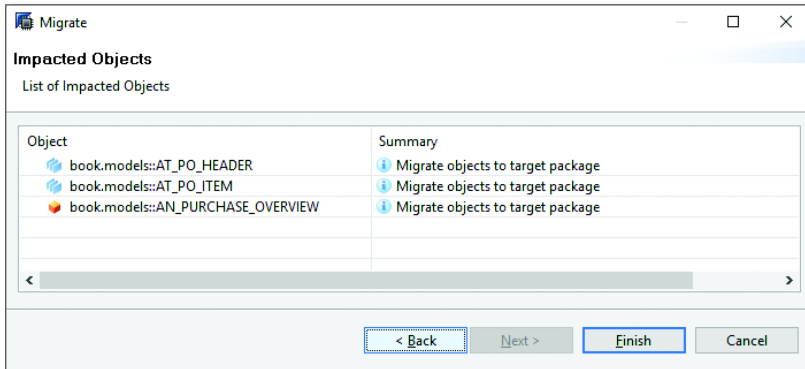 Migrate
Impacted Objects
List of Impacted Objects
Object Summary
book.models::AT_PO_HEADER Migrate objects to target package
book.models::AT_PO_ITEM Migrate objects to target package
book.models::AN_PURCHASE_OVERVIEW Migrate objects to target package
< Back Next > Finish Cancel